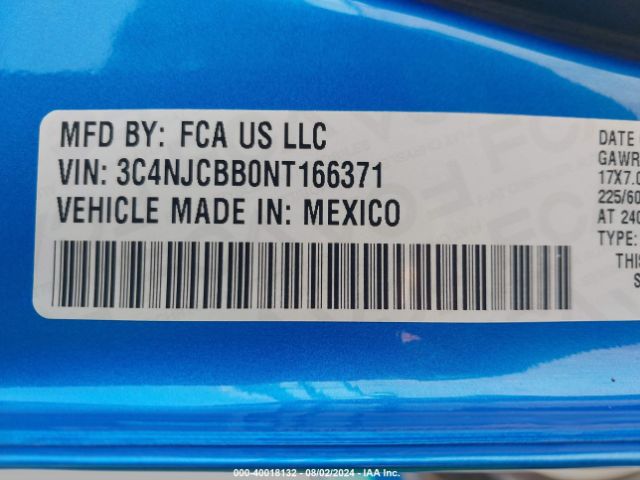 MFD BY: FCA US LLC
VIN: 3C4NJCBB0NT166371
VEHICLE MADE IN: MEXICO
DATE
GAWR
17X7.0
225/60
AT 240
TYPE:
THIS
S
000-40018132 - 08/02/2024 - IAA Inc.